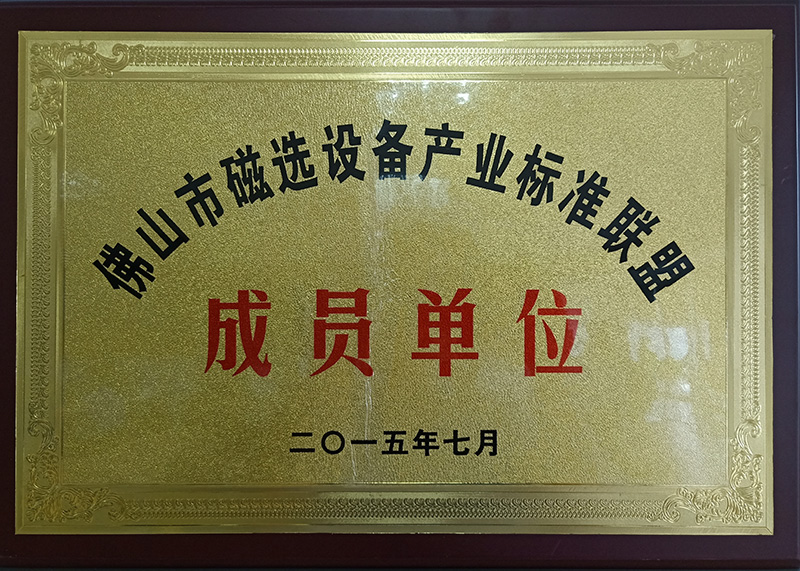 佛山市磁选设备产业标准联盟
成员单位
二〇一五年七月